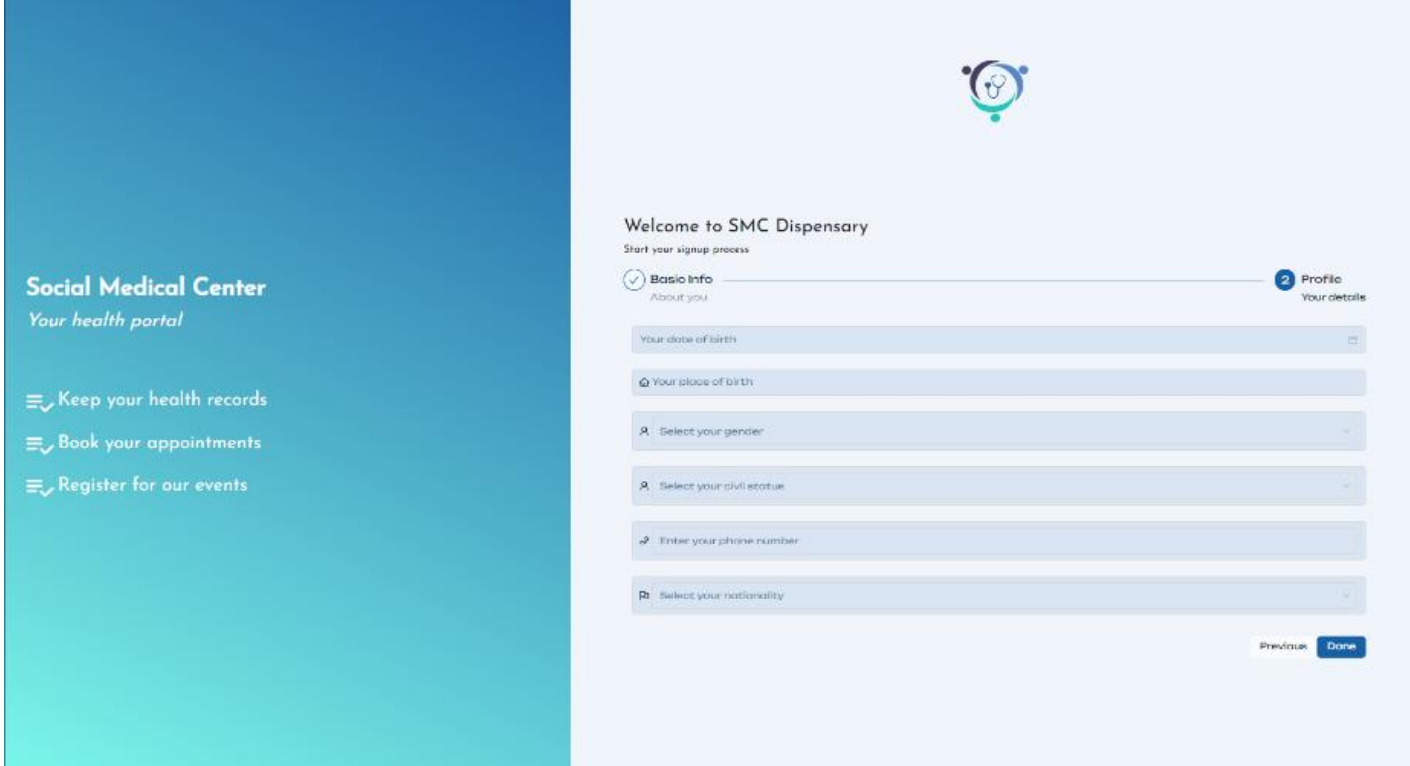 Social Medical Center
Your health portal
Keep your health records
Book your appointments
Register for our events
Welcome to SMC Dispensary
Start your signup process
Basic Info
About you
2 Profile
Your details
Your date of birth
Your place of birth
Select your gender
Select your civil statue
Enter your phone number
Select your nationality
Previous Done